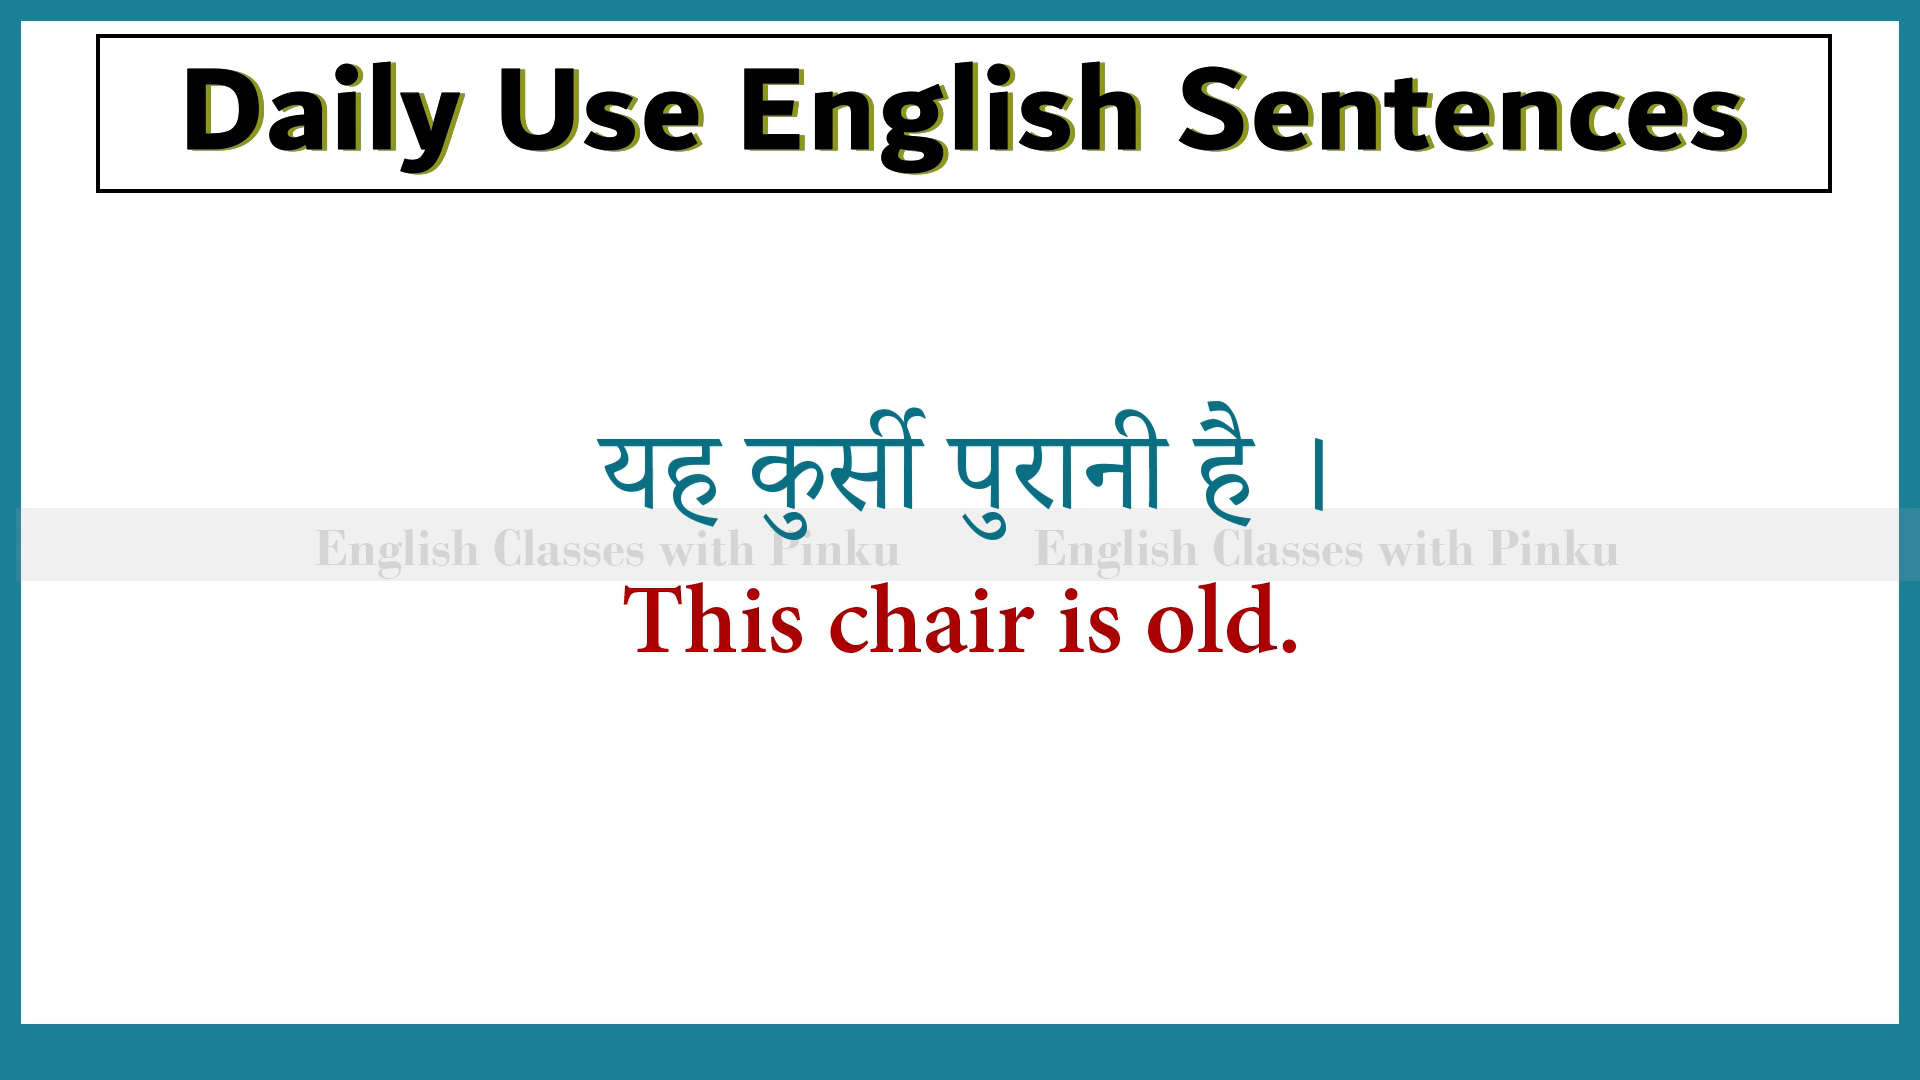 Daily Use English Sentences
यह कुर्सी पुरानी है ।
English Classes with Pinku English Classes with Pinku
This chair is old.